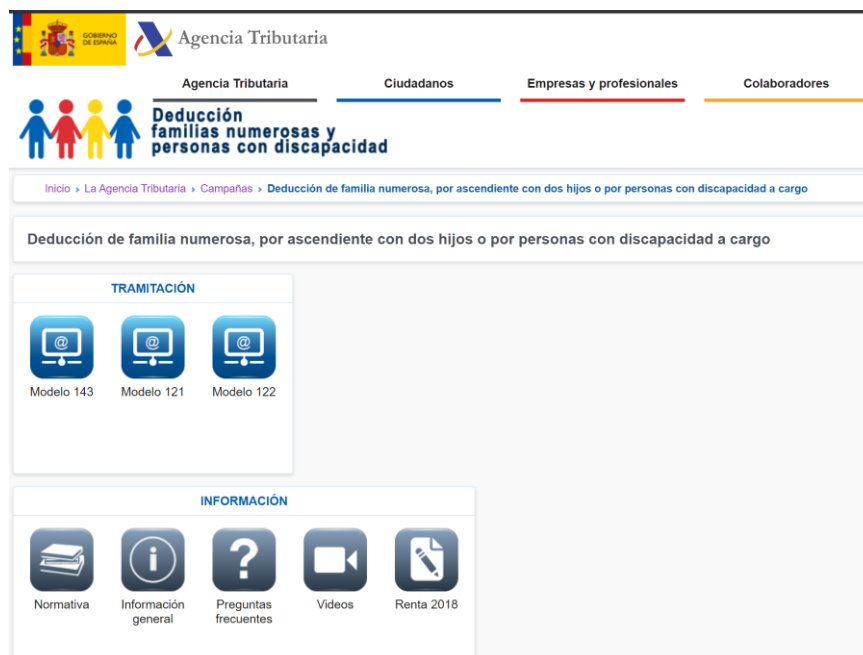 GOBIERNO
DE ESPAÑA
Agencia Tributaria
Agencia Tributaria
Ciudadanos
Empresas y profesionales
Colaboradores
Deducción
familias numerosas y
personas con discapacidad
Inicio › La Agencia Tributaria › Campañas › Deducción de familia numerosa, por ascendiente con dos hijos o por personas con discapacidad a cargo
Deducción de familia numerosa, por ascendiente con dos hijos o por personas con discapacidad a cargo
TRAMITACIÓN
@
@
@
Modelo 143
Modelo 121
Modelo 122
INFORMACIÓN
i
?
Normativa
Información
general
Preguntas
frecuentes
Videos
Renta 2018